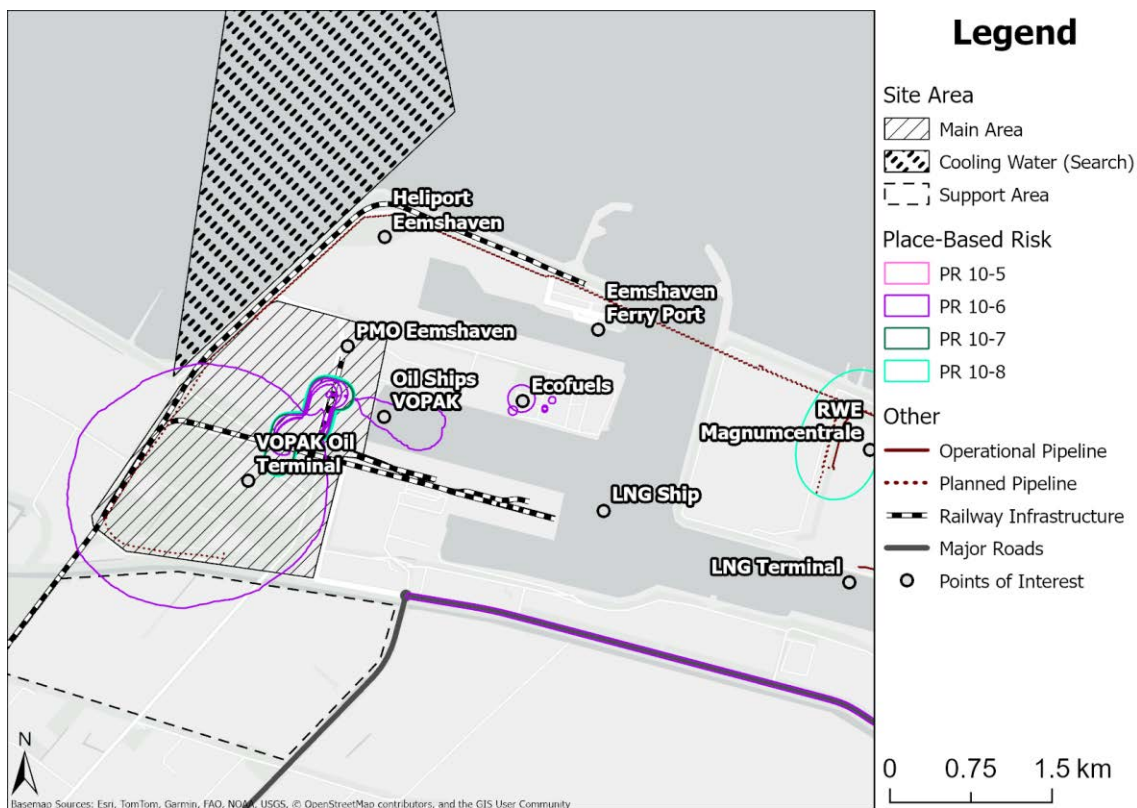 Legend
Site Area
Main Area
Cooling Water (Search)
Support Area
Place-Based Risk
PR 10-5
PR 10-6
PR 10-7
PR 10-8
Other
Operational Pipeline
Planned Pipeline
Railway Infrastructure
Major Roads
Points of Interest
0 0.75 1.5 km
Heliport
Eemshaven
Eemshaven
Ferry Port
PMO Eemshaven
Oil Ships
VOPAK
Ecofuels
RWE
Magnumcentrale
VOPAK Oil
Terminal
LNG Ship
LNG Terminal
N
Basemap Sources: Esri, TomTom, Garmin, FAO, NOAA, USGS, © OpenStreetMap contributors, and the GIS User Community